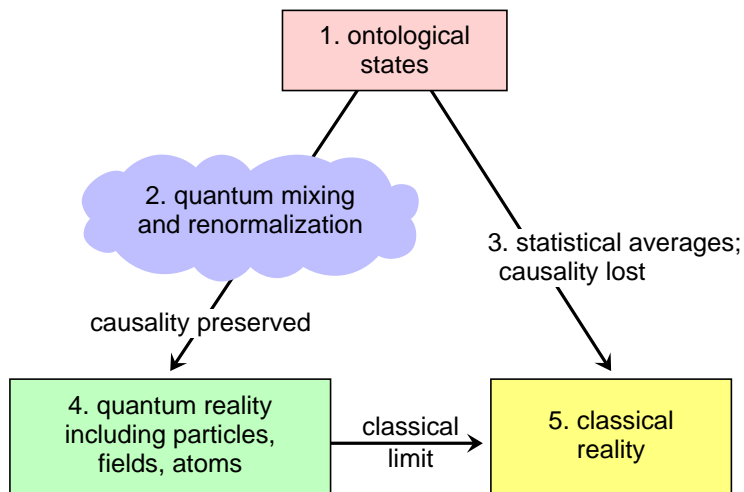 1. ontological
states
2. quantum mixing
and renormalization
3. statistical averages;
causality lost
causality preserved
4. quantum reality
including particles,
fields, atoms
classical
limit
5. classical
reality